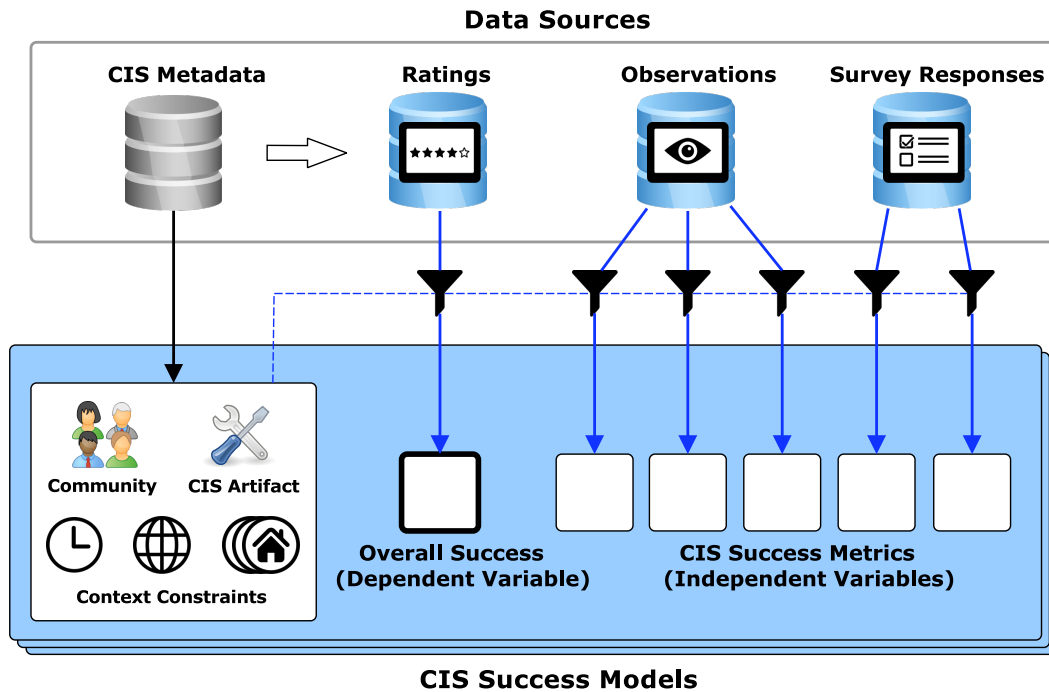 Data Sources
CIS Metadata
Ratings
Observations
Survey Responses
Community
CIS Artifact
Context Constraints
Overall Success
(Dependent Variable)
CIS Success Metrics
(Independent Variables)
CIS Success Models